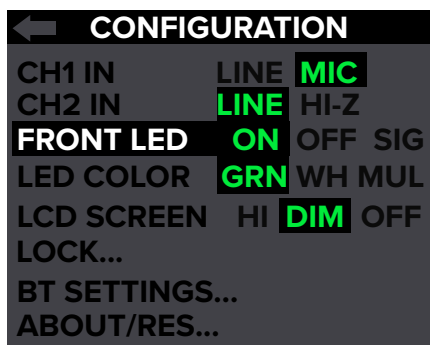 CONFIGURATION
CH1 IN LINE MIC
CH2 IN LINE HI-Z
FRONT LED ON OFF SIG
LED COLOR GRN WH MUL
LCD SCREEN HI DIM OFF
LOCK...
BT SETTINGS...
ABOUT/RES...